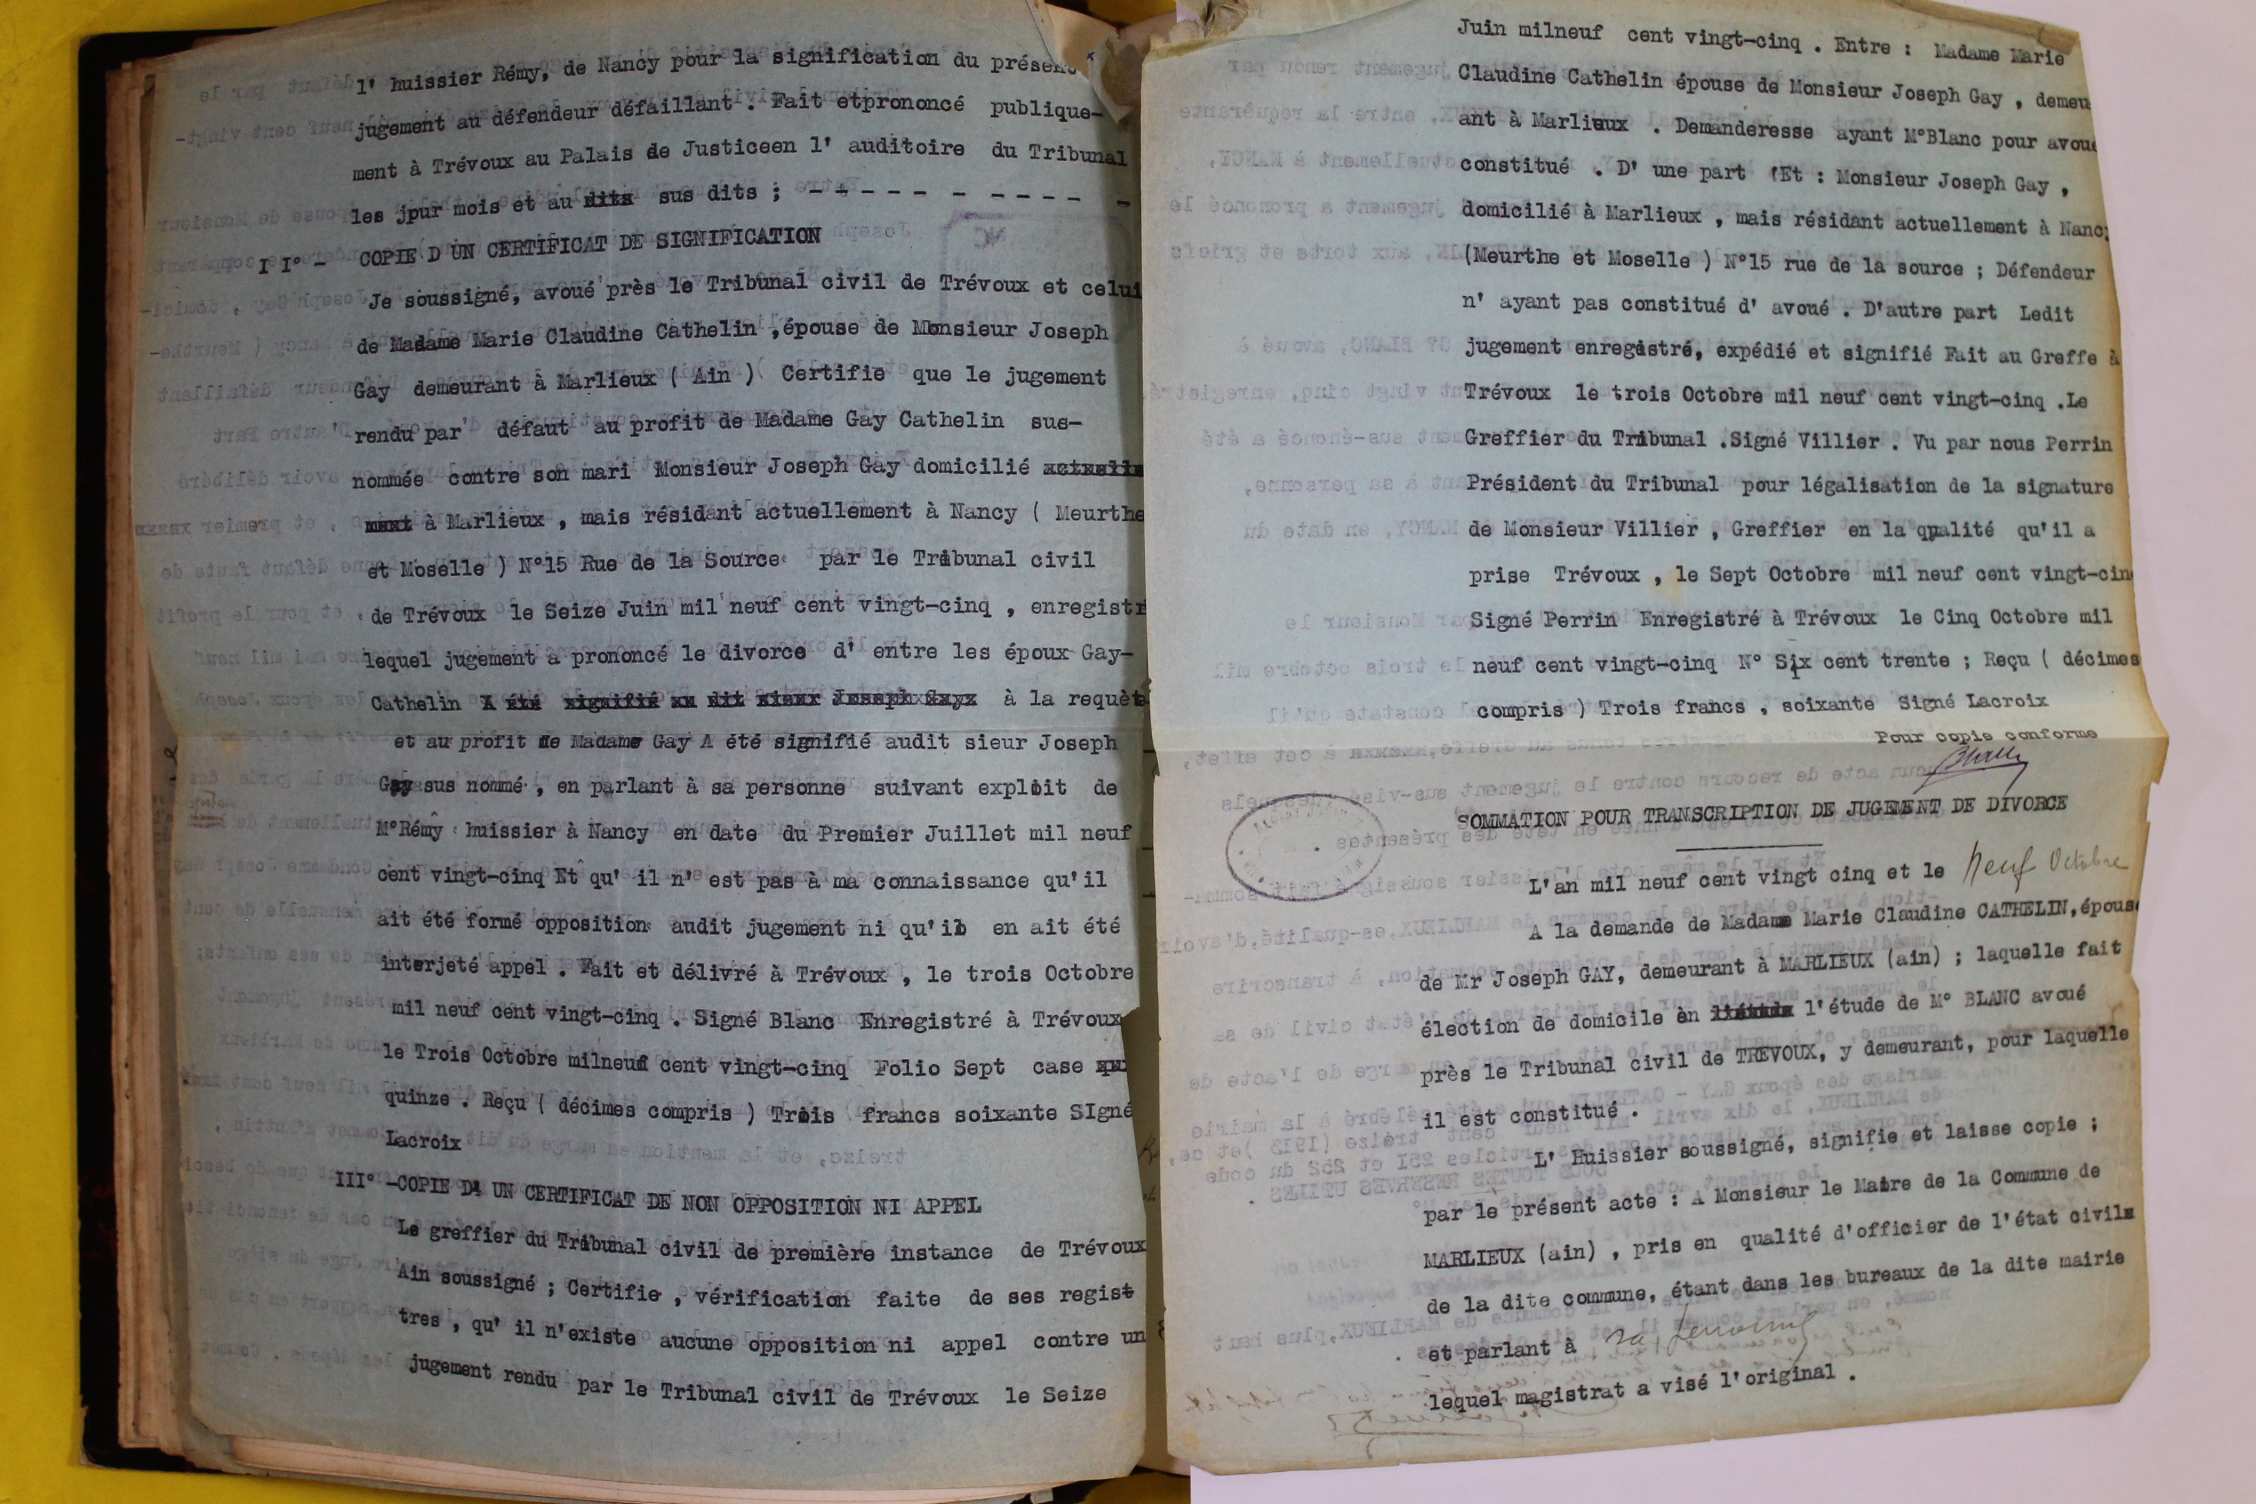 l' huissier Rémy, de Nancy pour la signification du présent
jugement au défendeur défaillant . Fait etprononcé publique-
ment à Trévoux au Palais de Justiceen l' auditoire du Tribunal
les jpur mois et au dits sus dits ; - - - - - - - - - - -
I I° - COPIE D UN CERTIFICAT DE SIGNIFICATION
Je soussigné, avoué près le Tribunal civil de Trévoux et celui
de Madame Marie Claudine Cathelin ,épouse de Monsieur Joseph
Gay demeurant à Marlieux ( Ain ) Certifie que le jugement
rendu par défaut au profit de Madame Gay Cathelin sus-
nommée contre son mari Monsieur Joseph Gay domicilié actuelle
ment à Marlieux , mais résidant actuellement à Nancy ( Meurthe
et Moselle ) N°15 Rue de la Source par le Tribunal civil
de Trévoux le Seize Juin mil neuf cent vingt-cinq , enregistr
lequel jugement a prononcé le divorce d' entre les époux Gay-
Cathelin A été signifié au dit sieur Joseph Gay à la requête
et au profit de Madame Gay A été signifié audit sieur Joseph
Gay sus nommé , en parlant à sa personne suivant exploit de
M°Rémy huissier à Nancy en date du Premier Juillet mil neuf
cent vingt-cinq Et qu' il n' est pas à ma connaissance qu'il
ait été formé opposition audit jugement ni qu'il en ait été
interjeté appel . Fait et délivré à Trévoux , le trois Octobre
mil neuf cent vingt-cinq . Signé Blanc Enregistré à Trévoux
le Trois Octobre milneuf cent vingt-cinq Folio Sept case
quinze . Reçu ( décimes compris ) Trois francs soixante SIgné
Lacroix
III° -COPIE D' UN CERTIFICAT DE NON OPPOSITION NI APPEL
Le greffier du Tribunal civil de première instance de Trévoux
Ain soussigné ; Certifie , vérification faite de ses regist
tres , qu' il n'existe aucune opposition ni appel contre un
jugement rendu par le Tribunal civil de Trévoux le Seize
Juin milneuf cent vingt-cinq . Entre : Madame Marie
Claudine Cathelin épouse de Monsieur Joseph Gay , demeu
ant à Marlieux . Demanderesse ayant M°Blanc pour avoué
constitué . D' une part (Et : Monsieur Joseph Gay ,
domicilié à Marlieux , mais résidant actuellement à Nancy
(Meurthe et Moselle ) N°15 rue de la source ; Défendeur
n' ayant pas constitué d' avoué . D'autre part Ledit
jugement enregistré, expédié et signifié Fait au Greffe à
Trévoux le trois Octobre mil neuf cent vingt-cinq .Le
Greffier du Tribunal .Signé Villier . Vu par nous Perrin
Président du Tribunal pour légalisation de la signature
de Monsieur Villier , Greffier en la qualité qu'il a
prise Trévoux , le Sept Octobre mil neuf cent vingt-cin
Signé Perrin Enregistré à Trévoux le Cinq Octobre mil
neuf cent vingt-cinq N° Six cent trente ; Reçu ( décimes
compris ) Trois francs , soixante Signé Lacroix
Pour copie conforme
SOMMATION POUR TRANSCRIPTION DE JUGEMENT DE DIVORCE
L'an mil neuf cent vingt cinq et le Neuf Octobre
A la demande de Madame Marie Claudine CATHELIN,épouse
de Mr Joseph GAY, demeurant à MARLIEUX (ain) ; laquelle fait
élection de domicile en l'étude l'étude de M° BLANC avoué
près le Tribunal civil de TREVOUX, y demeurant, pour laquelle
il est constitué .
L' Huissier soussigné, signifie et laisse copie ;
par le présent acte : A Monsieur le Maire de la Commune de
MARLIEUX (ain) , pris en qualité d'officier de l'état civil
de la dite commune, étant dans les bureaux de la dite mairie
et parlant à sa personne
lequel magistrat a visé l'original .